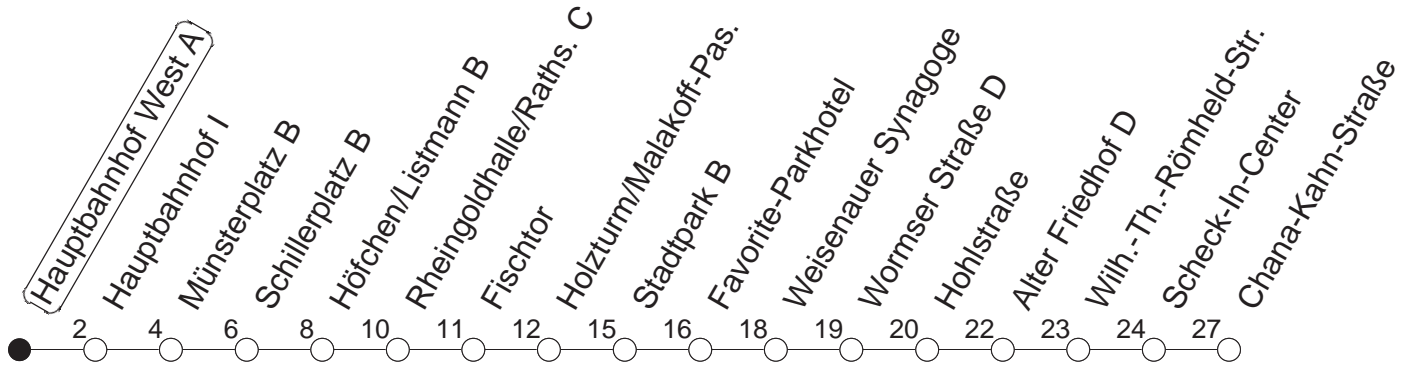 Hauptbahnhof West A
Hauptbahnhof I
Münsterplatz B
Schillerplatz B
Höfchen/Listmann B
Rheingoldhalle/Raths. C
Fischtor
Holzturm/Malakoff-Pas.
Stadtpark B
Favorite-Parkhotel
Weisenauer Synagoge
Wormser Straße D
Hohlstraße
Alter Friedhof D
Wilh.-Th.-Römheld-Str.
Scheck-In-Center
Chana-Kahn-Straße
2 4 6 8 10 11 12 15 16 18 19 20 22 23 24 27